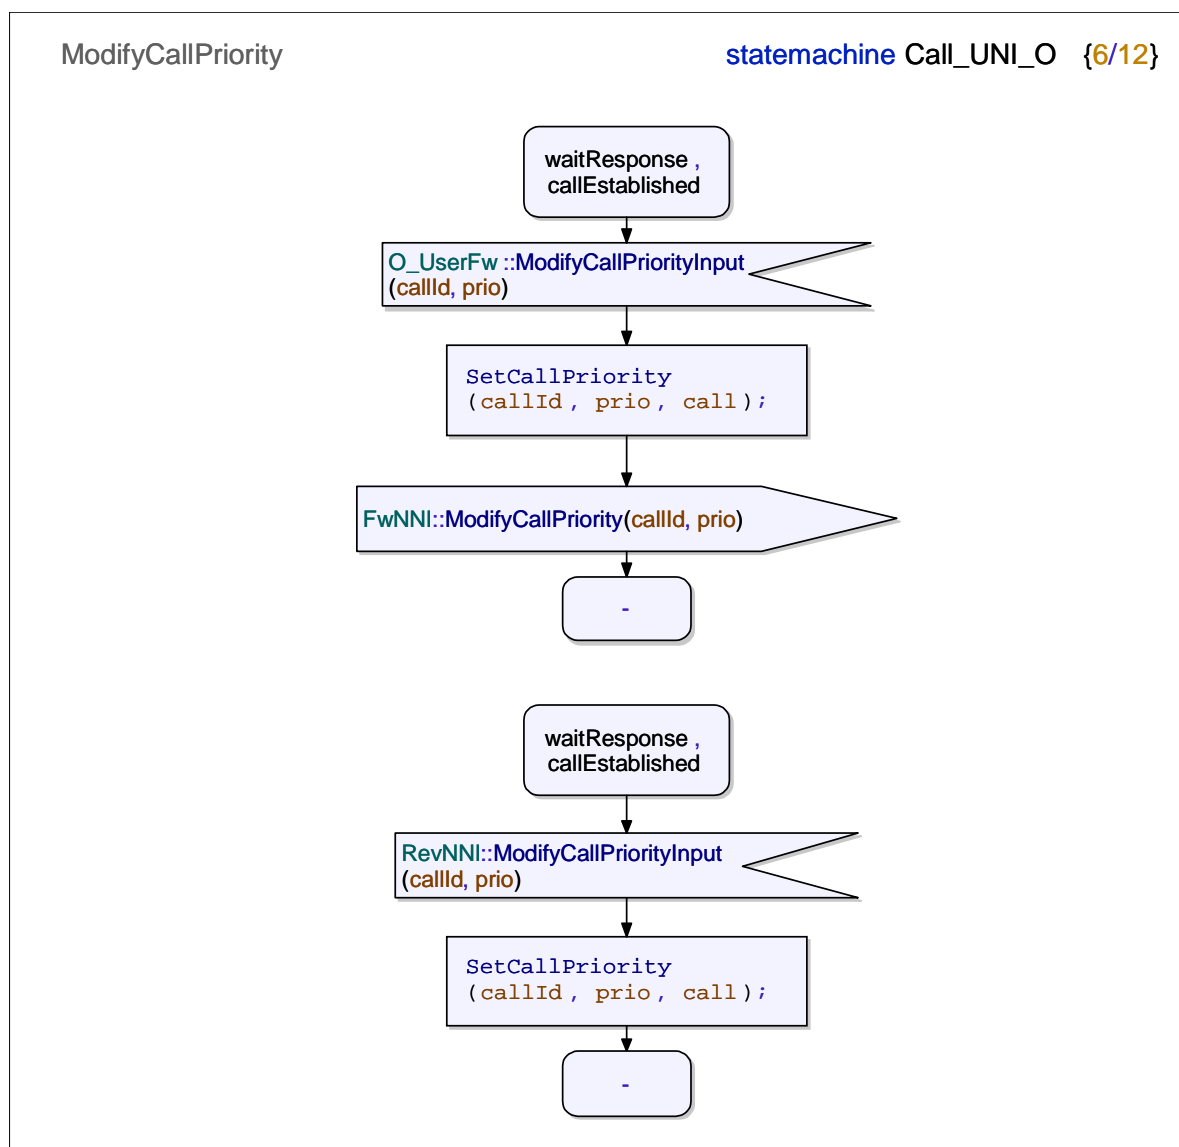 ModifyCallPriority
statemachine Call_UNI_O {6/12}
waitResponse ,
callEstablished
O_UserFw ::ModifyCallPriorityInput
(callId, prio)
SetCallPriority
(callId, prio, call);
FwNNI::ModifyCallPriority(callId, prio)
-
waitResponse ,
callEstablished
RevNNI::ModifyCallPriorityInput
(callId, prio)
SetCallPriority
(callId, prio, call);
-